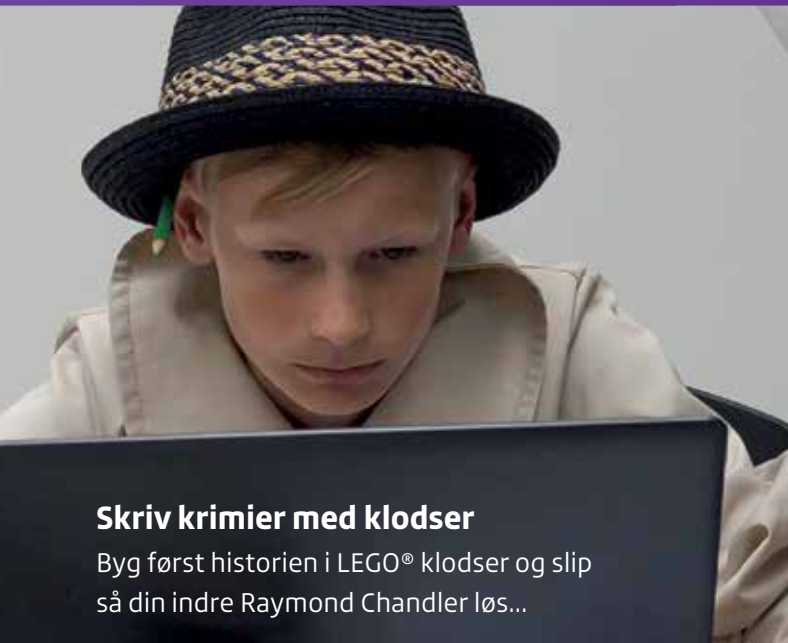 Skriv krimier med klodser
Byg først historien i LEGO® klodser og slip
så din indre Raymond Chandler løs...